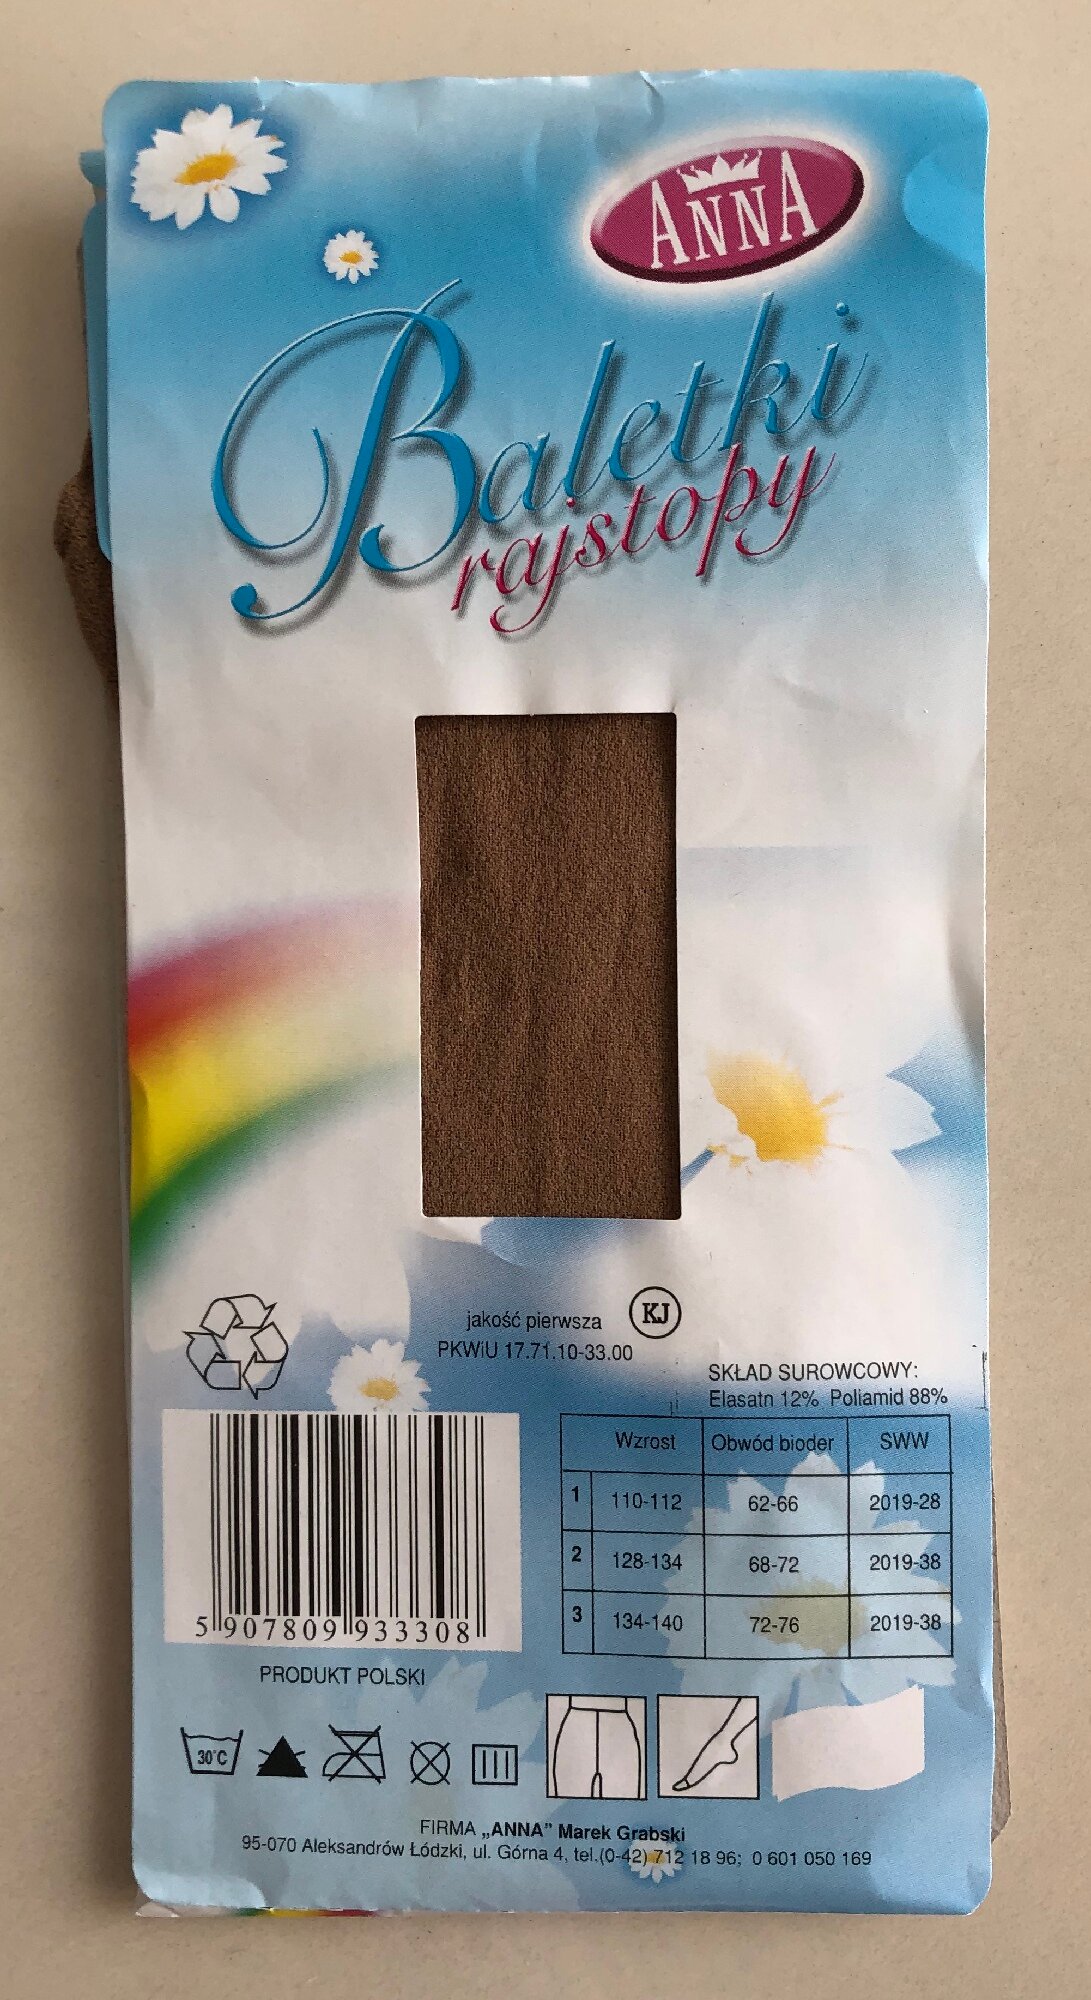 ANNA
Baletki
rajstopy
jakość pierwsza KJ
PKWiU 17.71.10-33.00
SKŁAD SUROWCOWY:
Elasatn 12% Poliamid 88%
Wzrost Obwód bioder SWW
1 110-112 62-66 2019-28
2 128-134 68-72 2019-38
3 134-140 72-76 2019-38
5 907809 933308
PRODUKT POLSKI
30°C
FIRMA „ANNA” Marek Grabski
95-070 Aleksandrów Łódzki, ul. Górna 4, tel.(0-42) 712 18 96; 0 601 050 169